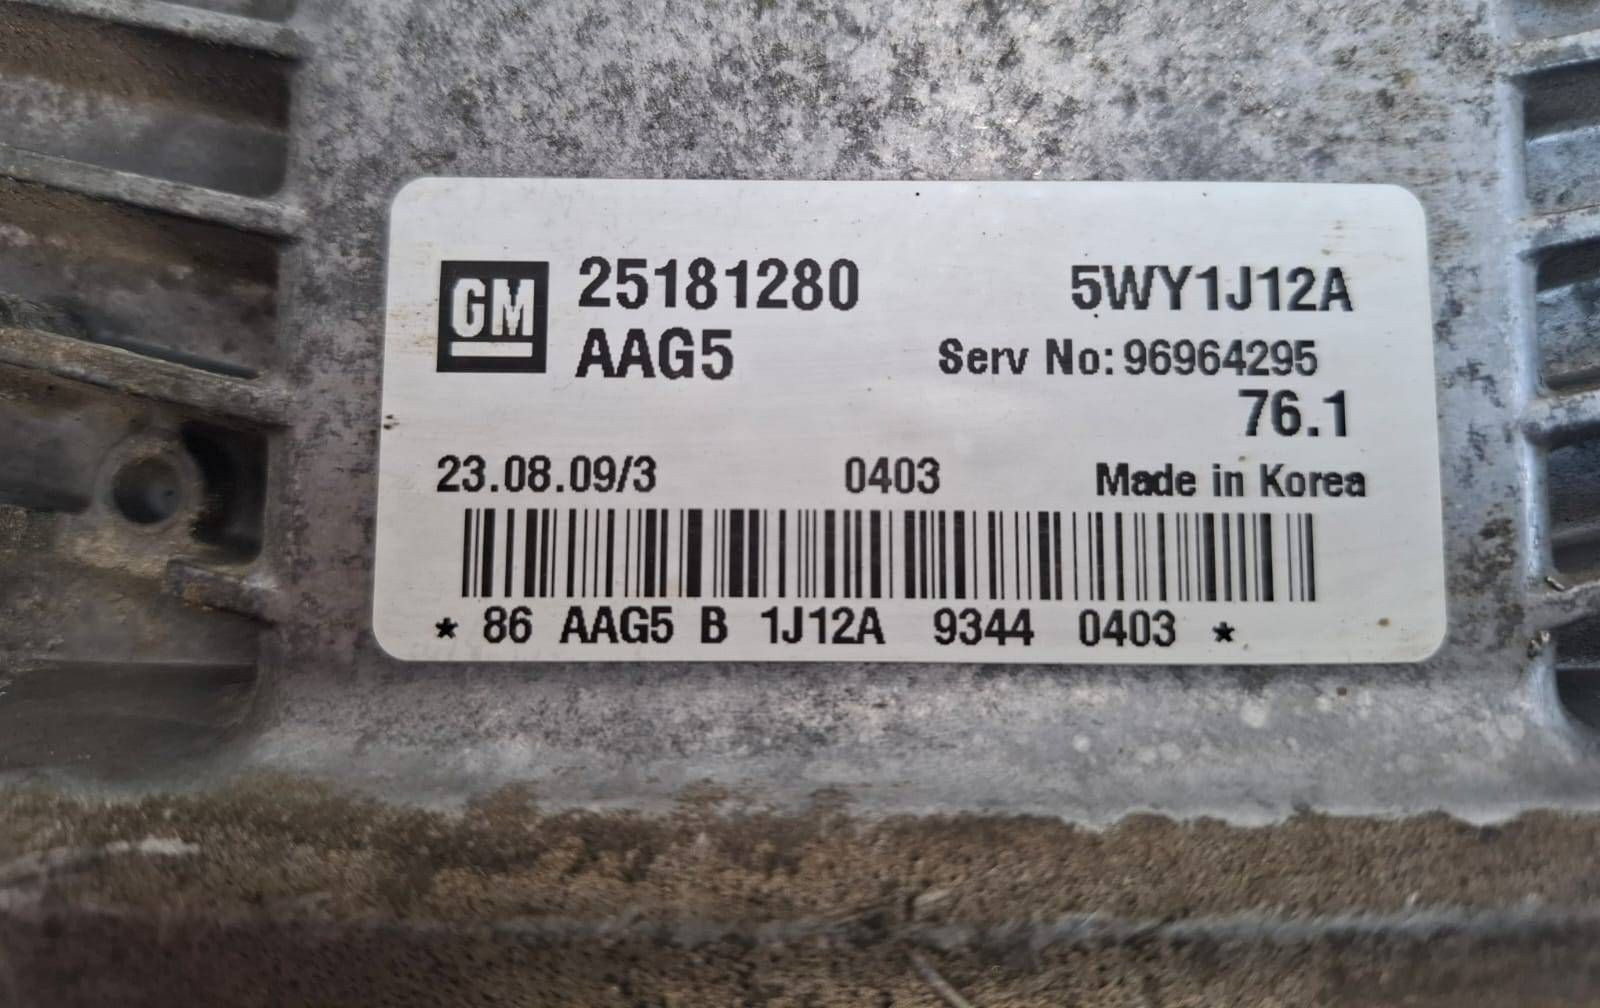 GM 25181280 5WY1J12A
AAG5 Serv No: 96964295
76.1
23.08.09/3 0403 Made in Korea
* 86 AAG5 B 1J12A 9344 0403 *